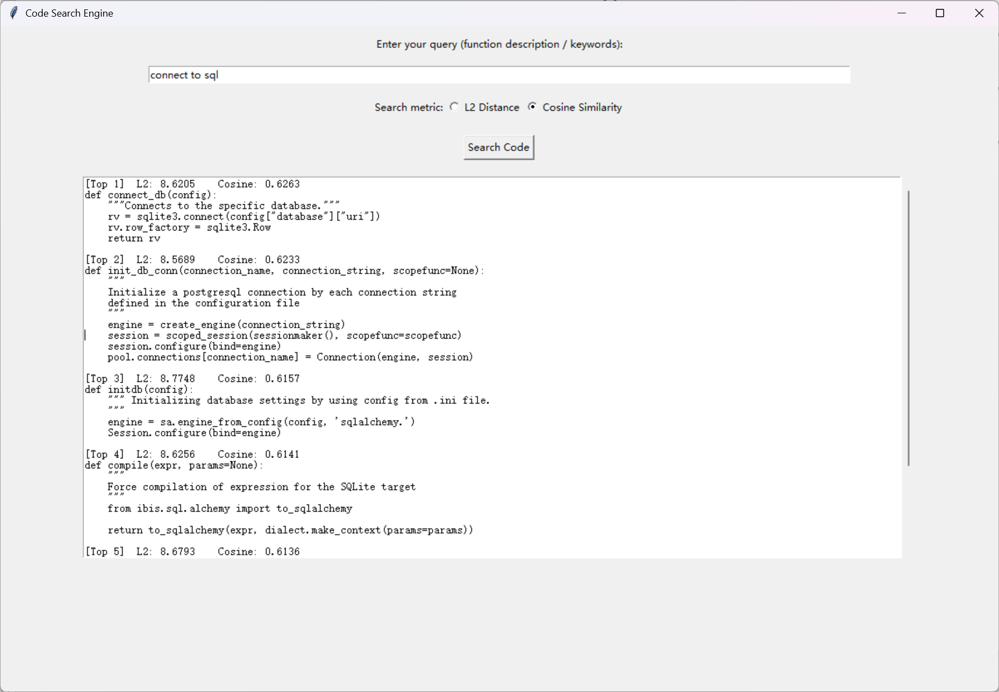 Code Search Engine
Enter your query (function description / keywords):
connect to sql
Search metric: L2 Distance Cosine Similarity
Search Code
[Top 1]  L2: 8.6205    Cosine: 0.6263
def connect_db(config):
    """Connects to the specific database."""
    rv = sqlite3.connect(config["database"]["uri"])
    rv.row_factory = sqlite3.Row
    return rv
[Top 2]  L2: 8.5689    Cosine: 0.6233
def init_db_conn(connection_name, connection_string, scopefunc=None):
    """
    Initialize a postgresql connection by each connection string
    defined in the configuration file
    """
    engine = create_engine(connection_string)
    session = scoped_session(sessionmaker(), scopefunc=scopefunc)
    session.configure(bind=engine)
    pool.connections[connection_name] = Connection(engine, session)
[Top 3]  L2: 8.7748    Cosine: 0.6157
def initdb(config):
    """ Initializing database settings by using config from .ini file.
    """
    engine = sa.engine_from_config(config, 'sqlalchemy.')
    Session.configure(bind=engine)
[Top 4]  L2: 8.6256    Cosine: 0.6141
def compile(expr, params=None):
    """
    Force compilation of expression for the SQLite target
    """
    from ibis.sql.alchemy import to_sqlalchemy
    return to_sqlalchemy(expr, dialect.make_context(params=params))
[Top 5]  L2: 8.6793    Cosine: 0.6136